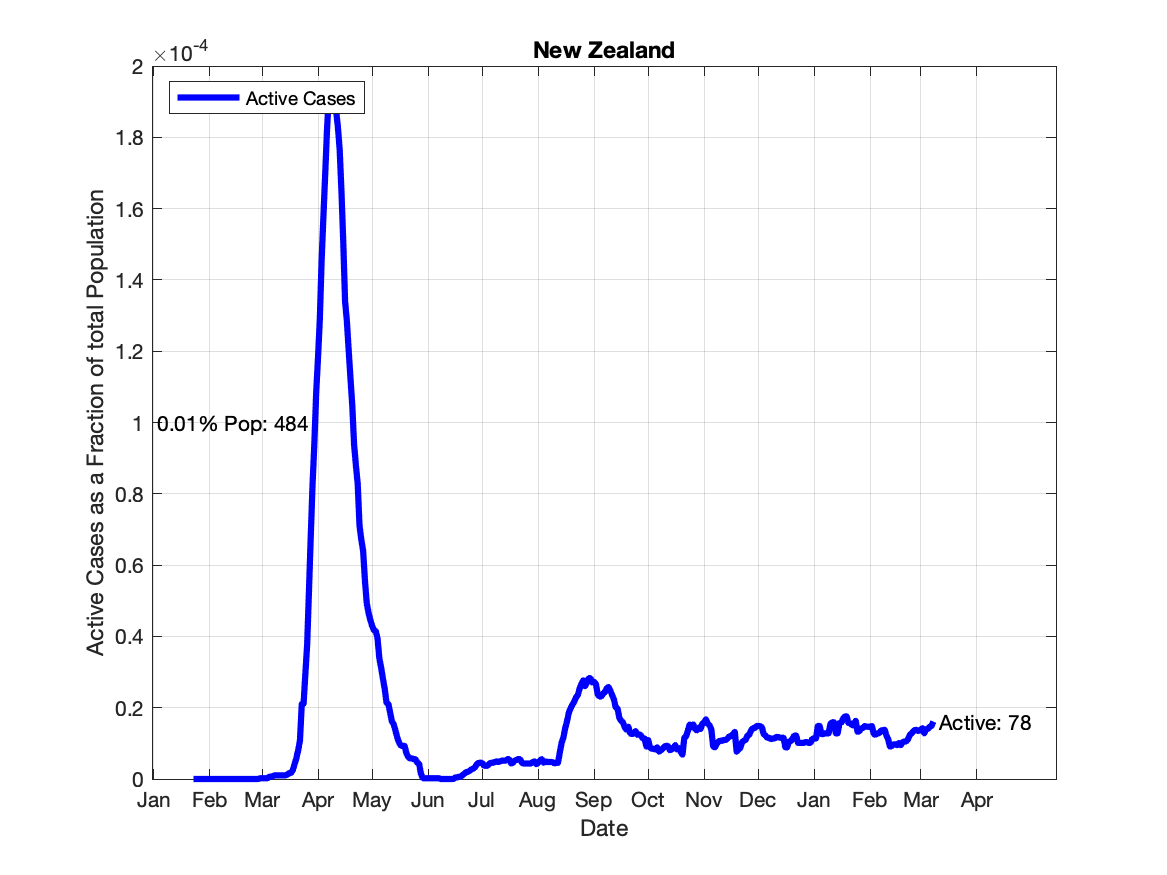 New Zealand
×10-4
Active Cases
2
1.8
1.6
1.4
1.2
1
0.8
0.6
0.4
0.2
0
Active Cases as a Fraction of total Population
0.01% Pop: 484
Active: 78
Jan Feb Mar Apr May Jun Jul Aug Sep Oct Nov Dec Jan Feb Mar Apr
Date